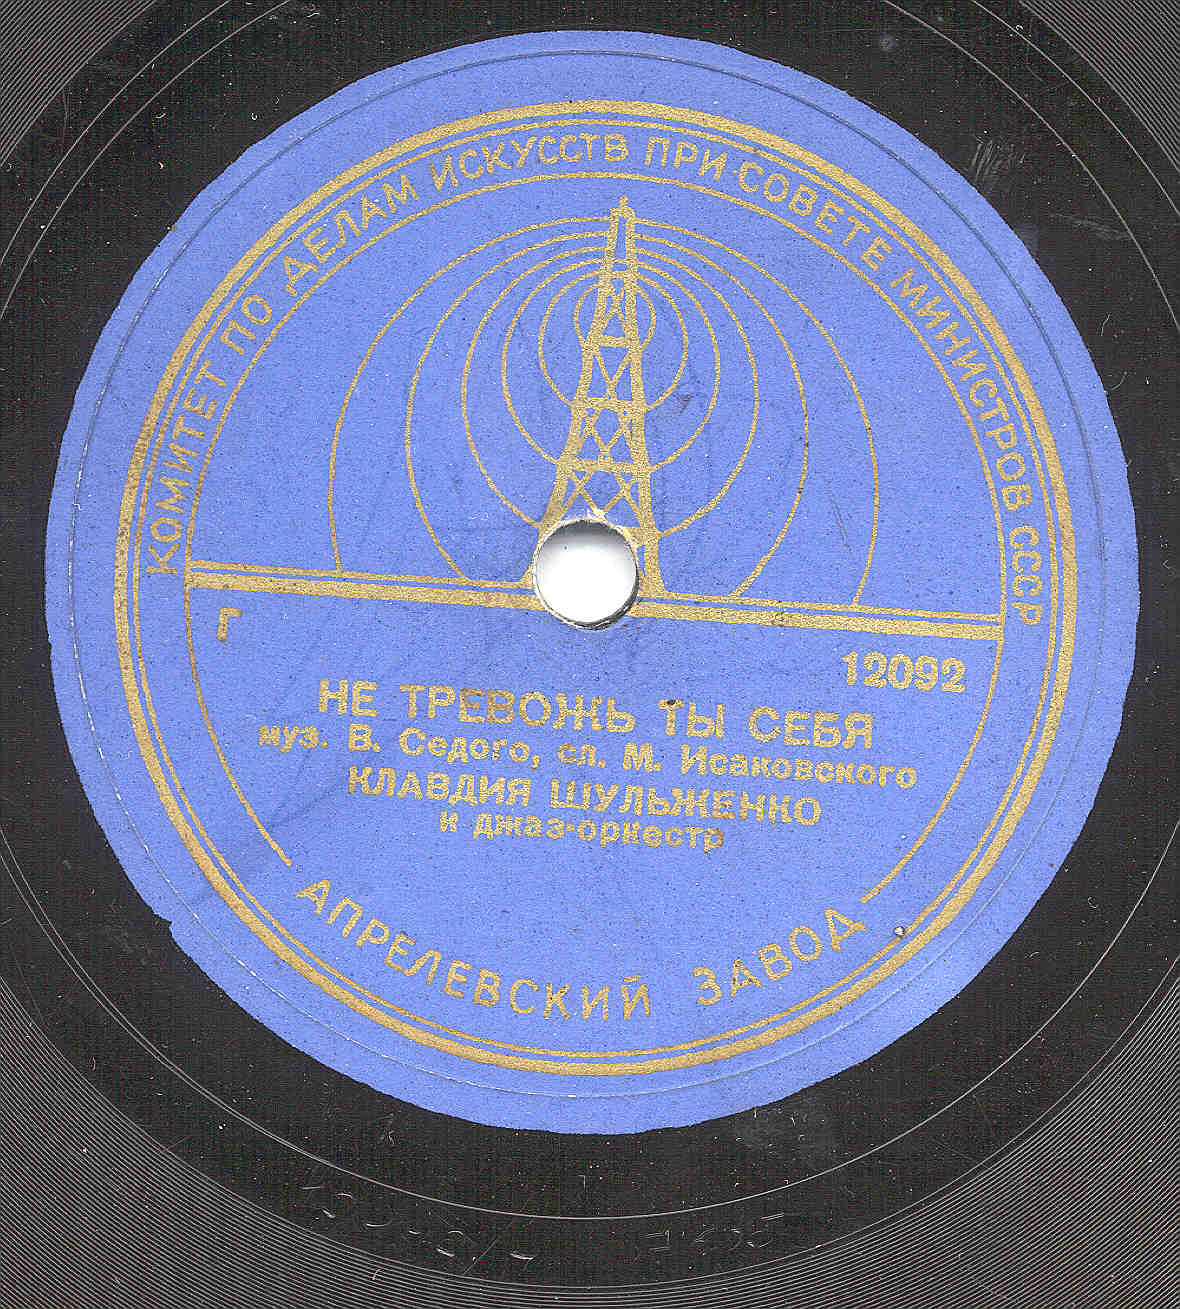 КОМИТЕТ ПО ДЕЛАМ ИСКУССТВ ПРИ СОВЕТЕ МИНИСТРОВ СССР
Г
12092
НЕ ТРЕВОЖЬ ТЫ СЕБЯ
муз. В. Седого, сл. М. Исаковского
КЛАВДИЯ ШУЛЬЖЕНКО
и джаз-оркестр
АПРЕЛЕВСКИЙ ЗАВОД